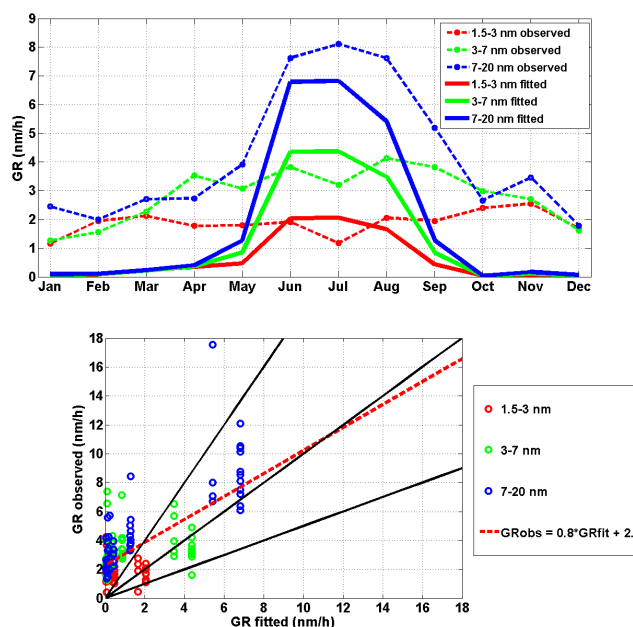 9
8
7
6
5
4
3
2
1
0
GR (nm/h)
1.5-3 nm observed
3-7 nm observed
7-20 nm observed
1.5-3 nm fitted
3-7 nm fitted
7-20 nm fitted
Jan Feb Mar Apr May Jun Jul Aug Sep Oct Nov Dec
18
16
14
12
10
8
6
4
2
0
GR observed (nm/h)
0 2 4 6 8 10 12 14 16 18
GR fitted (nm/h)
1.5-3 nm
3-7 nm
7-20 nm
GRobs = 0.8*GRfit + 2.